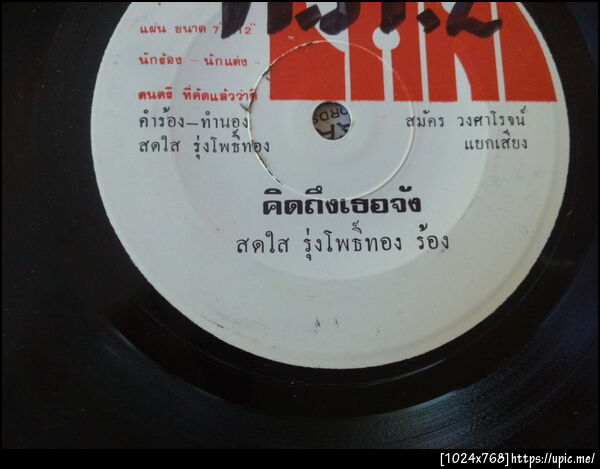 แผ่น ขนาด 7" 12"
นักร้อง - นักแต่ง -
ดนตรี ที่คัดแล้วว่าดี
คำร้อง-ทำนอง
สดใส รุ่งโพธิ์ทอง
สมัคร วงศาโรจน์
แยกเสียง
คิดถึงเธอจัง
สดใส รุ่งโพธิ์ทอง ร้อง
[1024x768]https://upic.me/